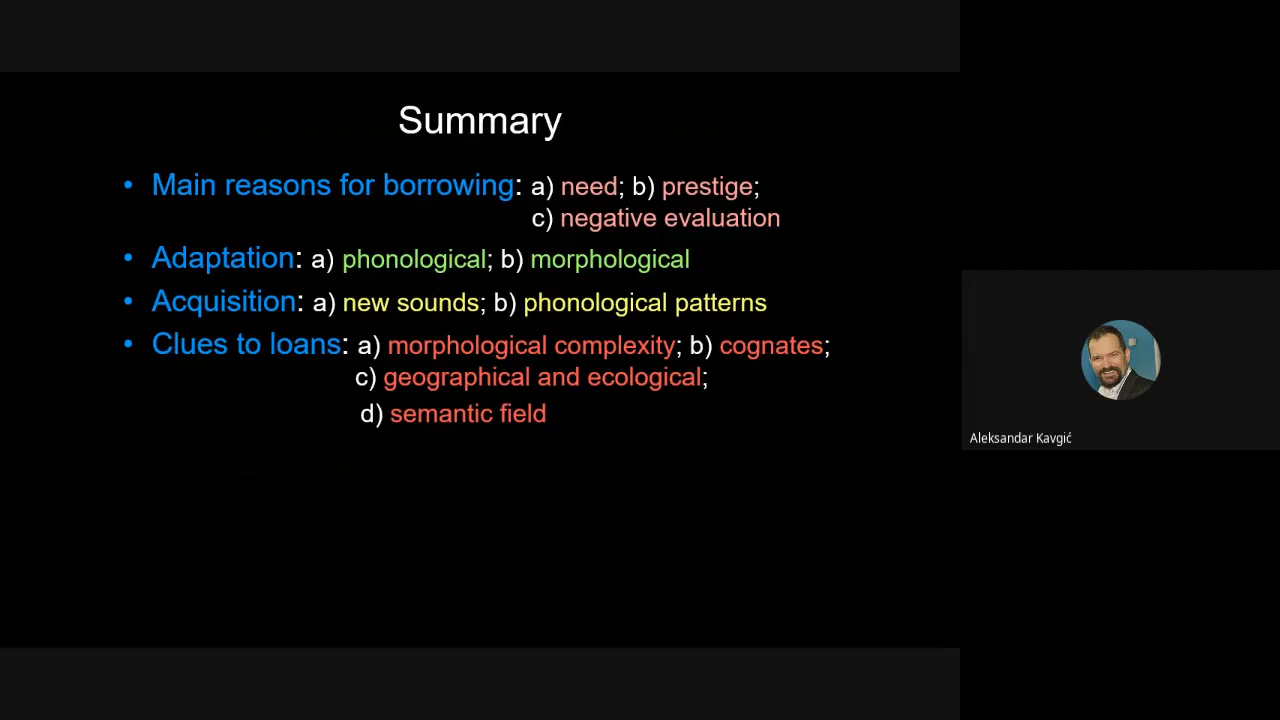 Summary
• Main reasons for borrowing: a) need; b) prestige;
c) negative evaluation
• Adaptation: a) phonological; b) morphological
• Acquisition: a) new sounds; b) phonological patterns
• Clues to loans: a) morphological complexity; b) cognates;
c) geographical and ecological;
d) semantic field
Aleksandar Kavgić